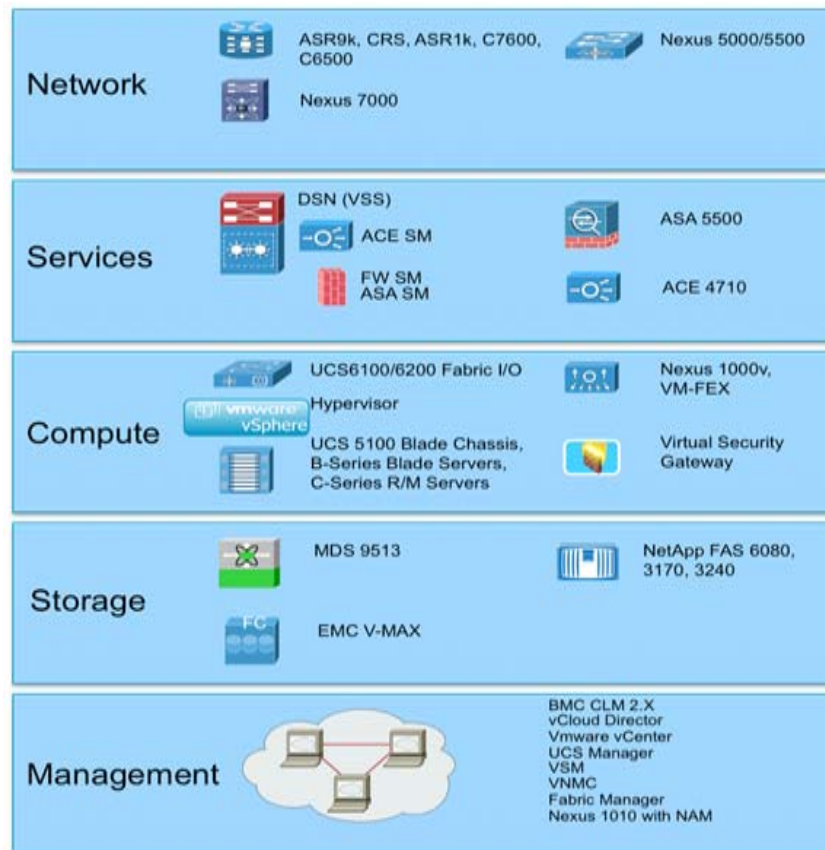 Network
ASR9k, CRS, ASR1k, C7600,
C6500
Nexus 7000
Nexus 5000/5500
Services
DSN (VSS)
ACE SM
FW SM
ASA SM
ASA 5500
ACE 4710
Compute
UCS6100/6200 Fabric I/O
vmware
vSphere
Hypervisor
UCS 5100 Blade Chassis,
B-Series Blade Servers,
C-Series R/M Servers
Nexus 1000v,
VM-FEX
Virtual Security
Gateway
Storage
MDS 9513
FC
EMC V-MAX
NetApp FAS 6080,
3170, 3240
Management
BMC CLM 2.X
vCloud Director
Vmware vCenter
UCS Manager
VSM
VNMC
Fabric Manager
Nexus 1010 with NAM